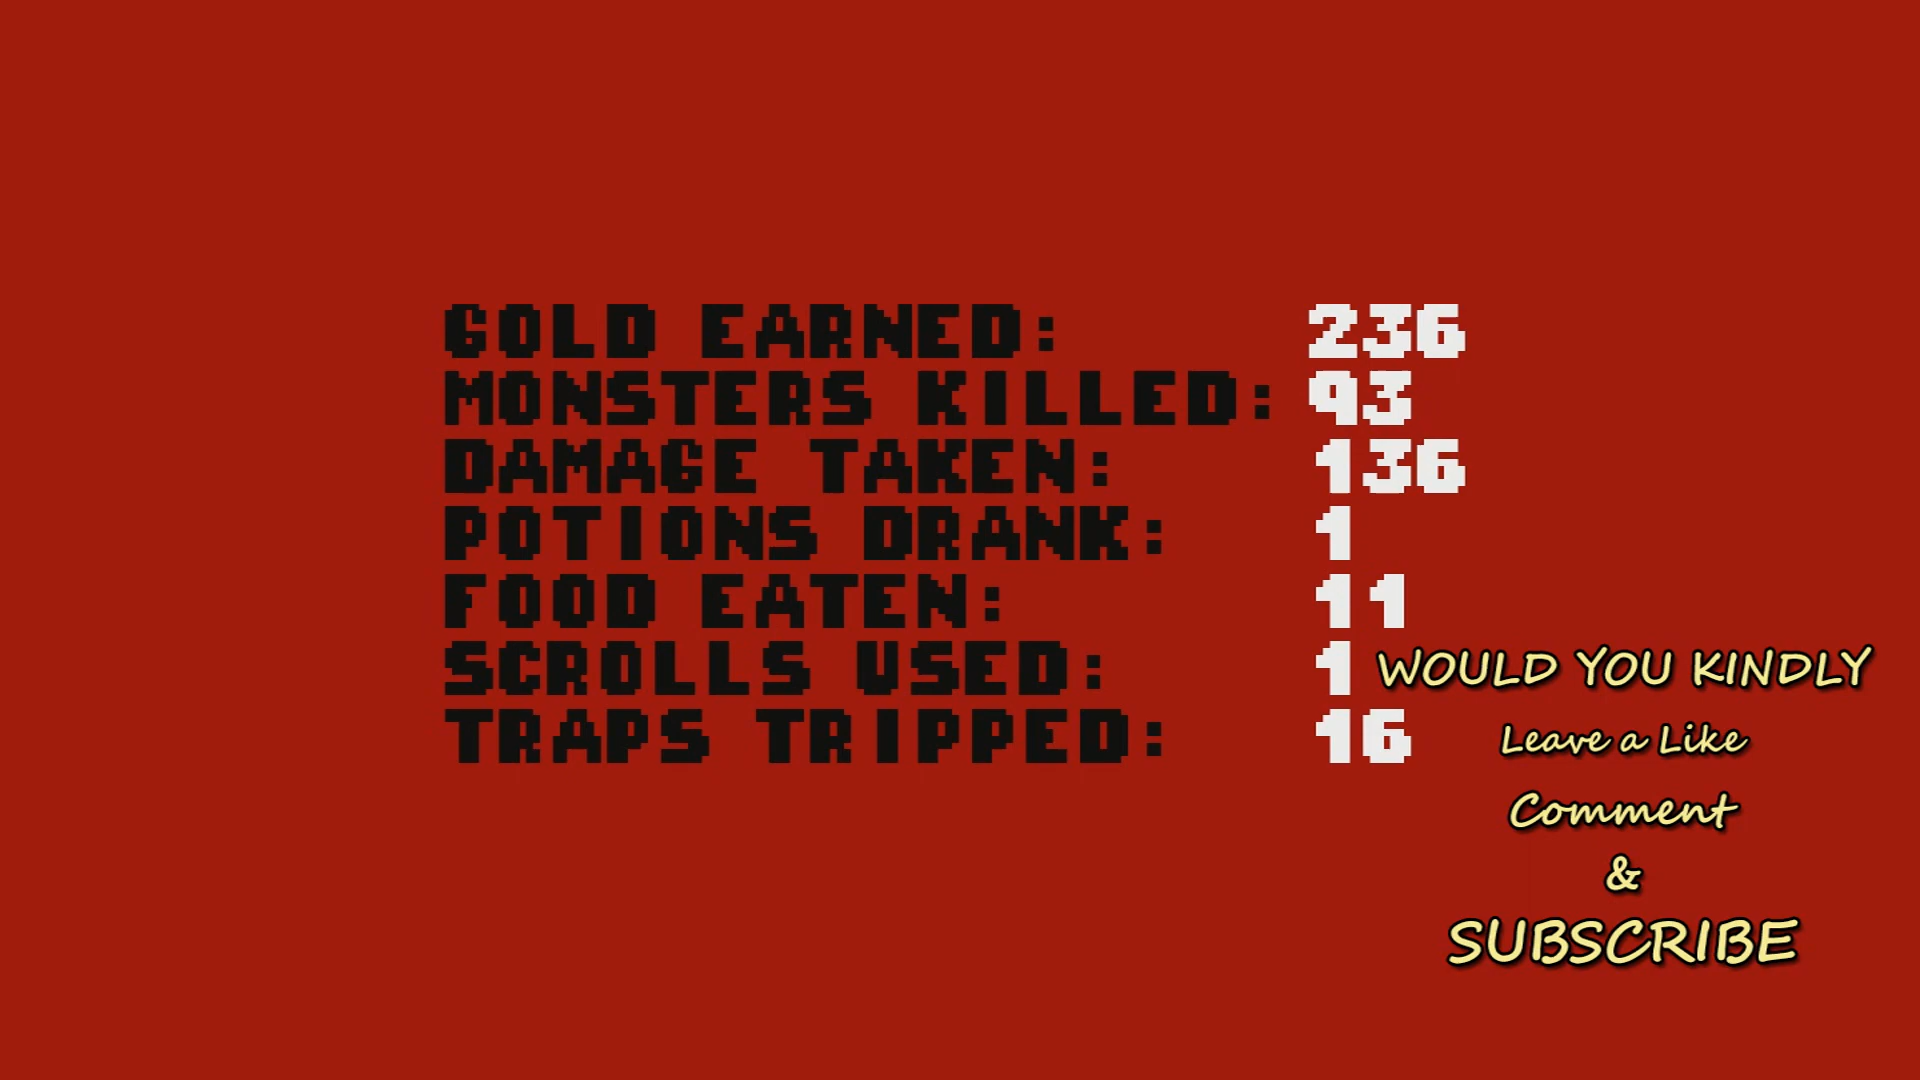 GOLD EARNED: 236
MONSTERS KILLED: 93
DAMAGE TAKEN: 136
POTIONS DRANK: 1
FOOD EATEN: 11
SCROLLS USED: 1
TRAPS TRIPPED: 16
WOULD YOU KINDLY
Leave a Like
Comment
&
SUBSCRIBE